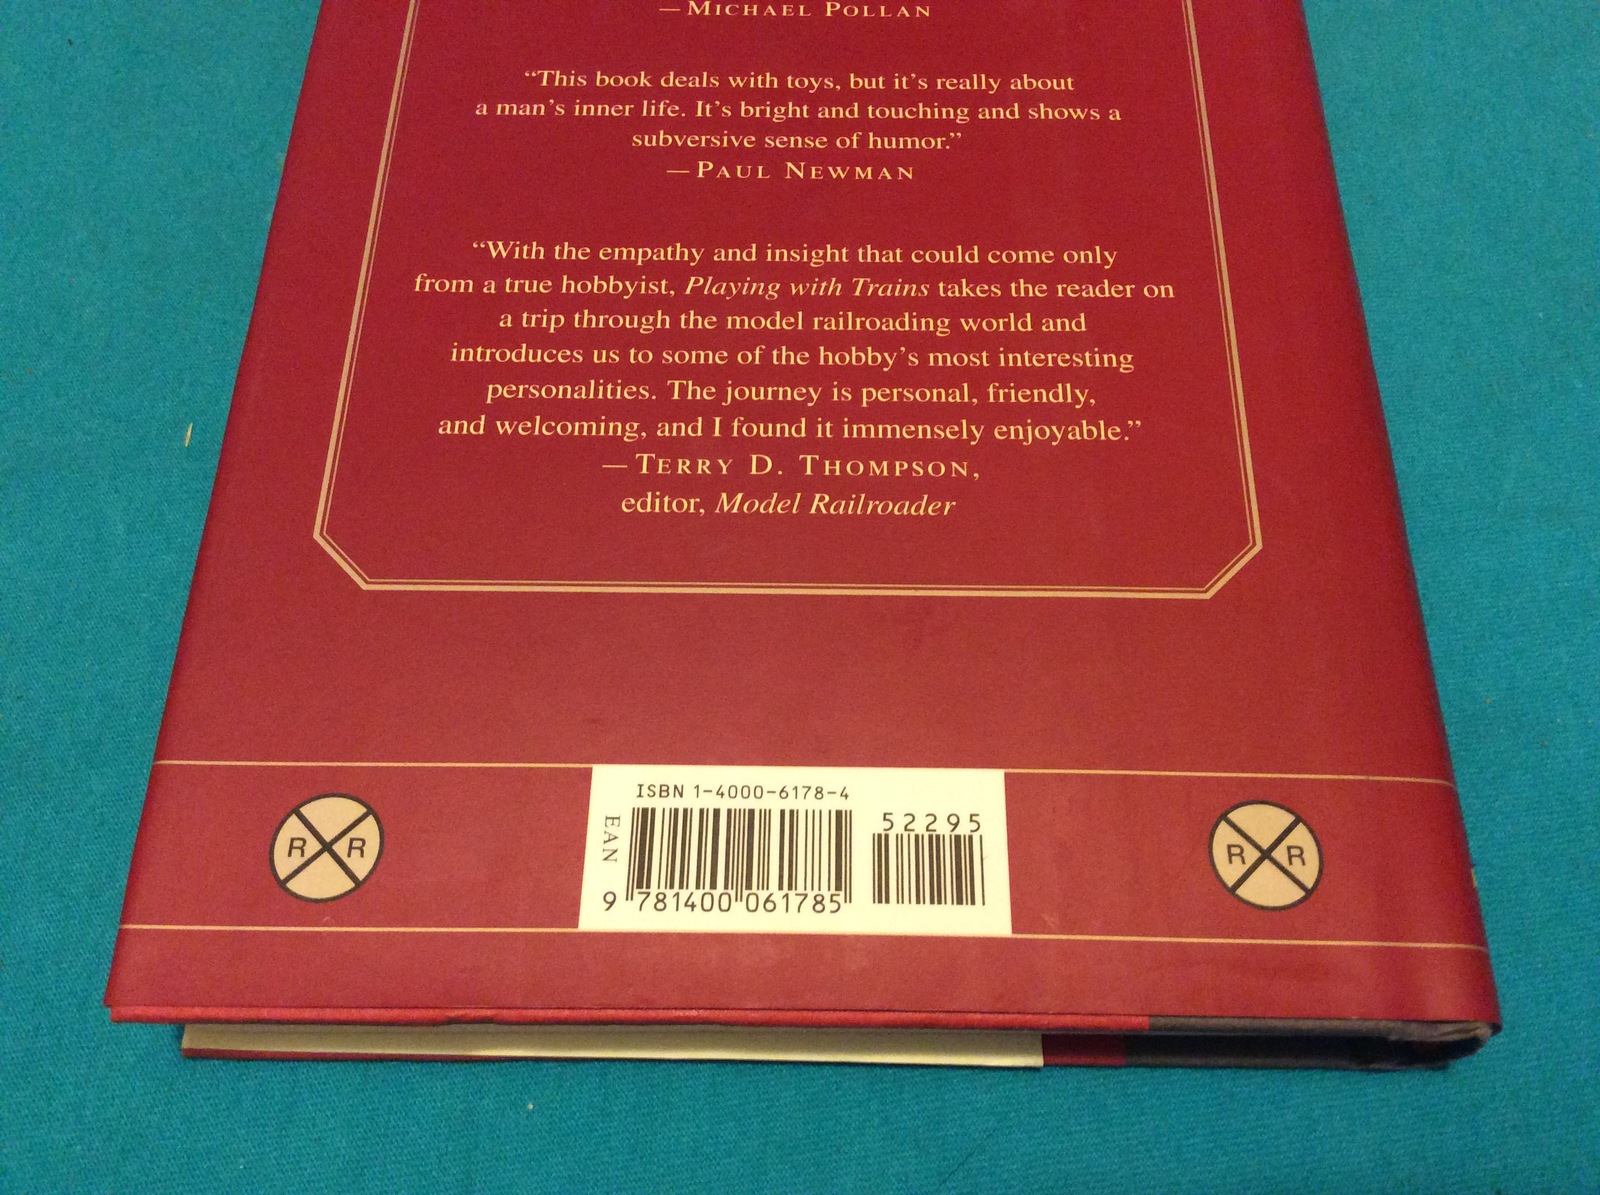 —MICHAEL POLLAN
“This book deals with toys, but it’s really about
a man’s inner life. It’s bright and touching and shows a
subversive sense of humor.”
—PAUL NEWMAN
“With the empathy and insight that could come only
from a true hobbyist, Playing with Trains takes the reader on
a trip through the model railroading world and
introduces us to some of the hobby’s most interesting
personalities. The journey is personal, friendly,
and welcoming, and I found it immensely enjoyable.”
—TERRY D. THOMPSON,
editor, Model Railroader
ISBN 1-4000-6178-4
52295
EAN
9 781400 061785
R R
R R